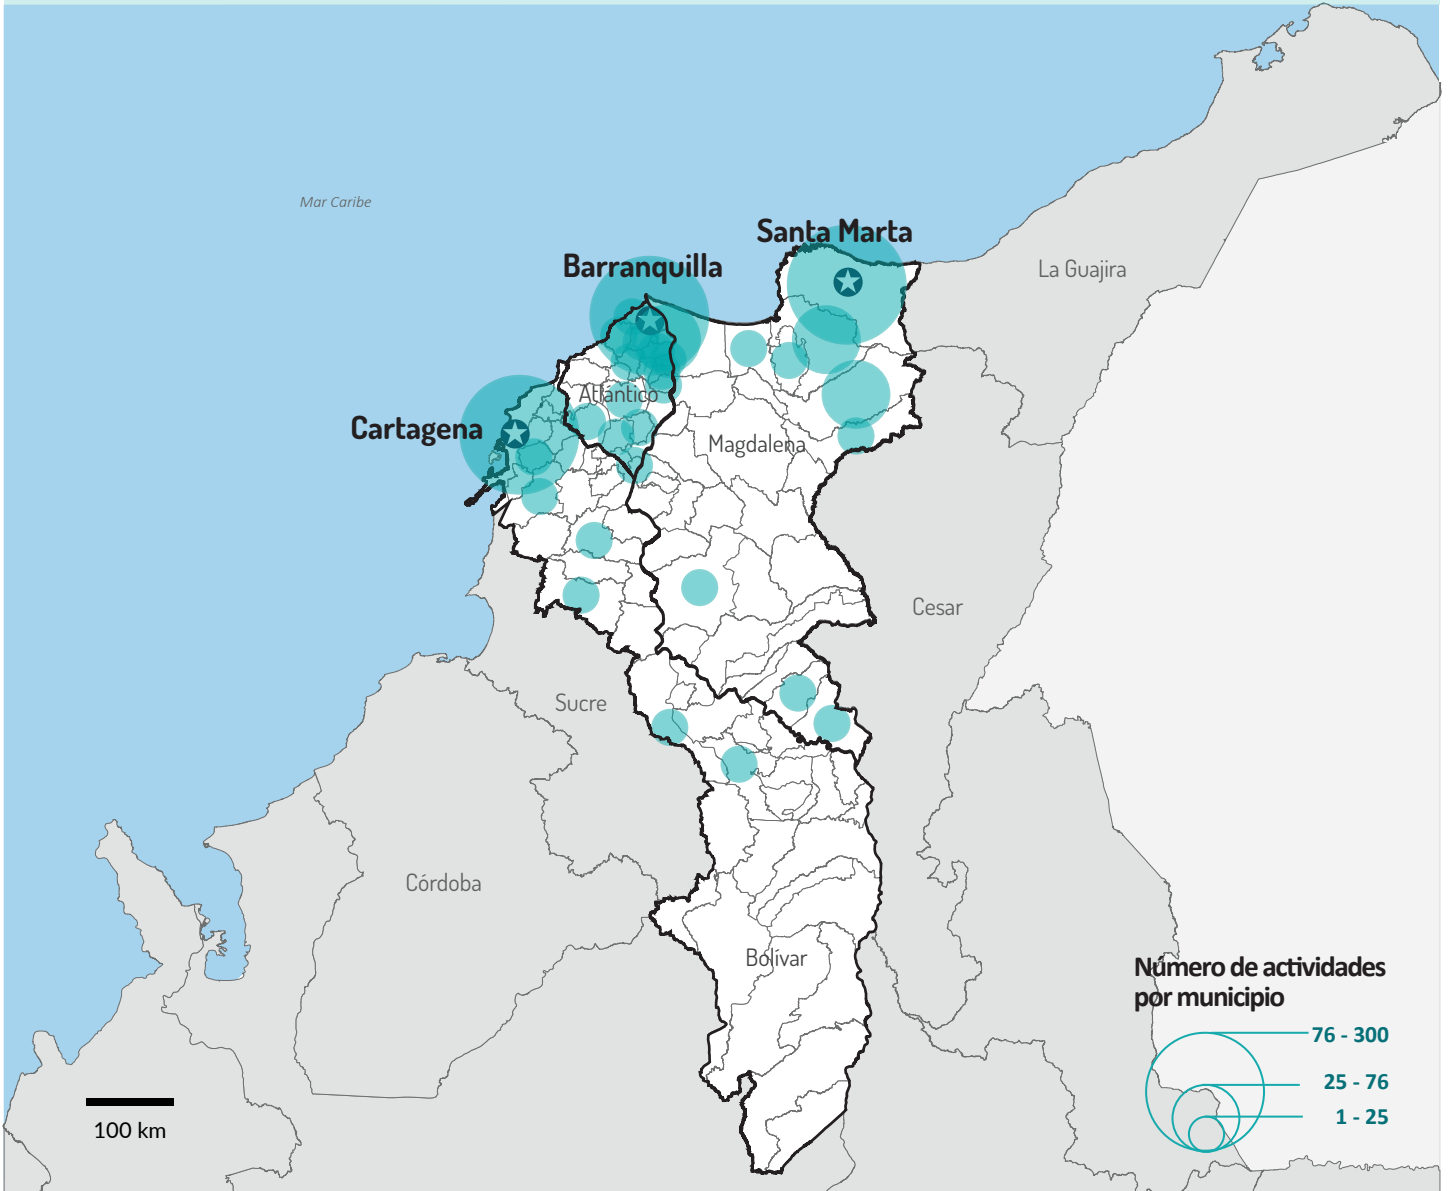 Mar Caribe
Santa Marta
Barranquilla
La Guajira
Atlántico
Cartagena
Magdalena
Cesar
Sucre
Córdoba
Bolívar
Número de actividades
por municipio
76 - 300
25 - 76
1 - 25
100 km